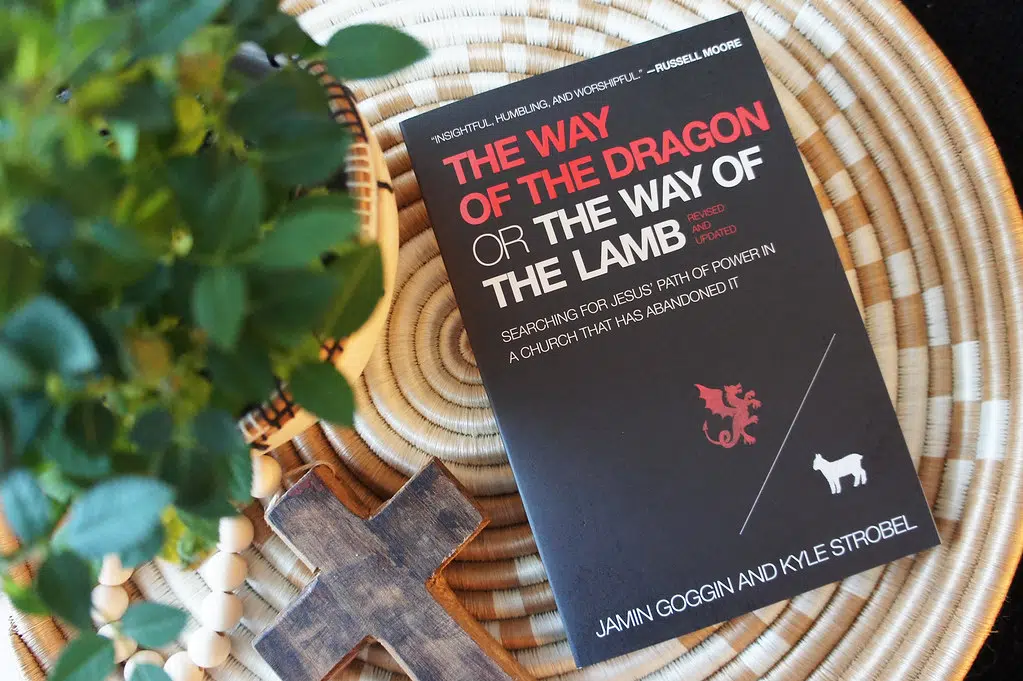 "INSIGHTFUL, HUMBLING, AND WORSHIPFUL." —RUSSELL MOORE
THE WAY
OF THE DRAGON
OR THE WAY OF
THE LAMB
REVISED
AND
UPDATED
SEARCHING FOR JESUS' PATH OF POWER IN
A CHURCH THAT HAS ABANDONED IT
JAMIN GOGGIN AND KYLE STROBEL